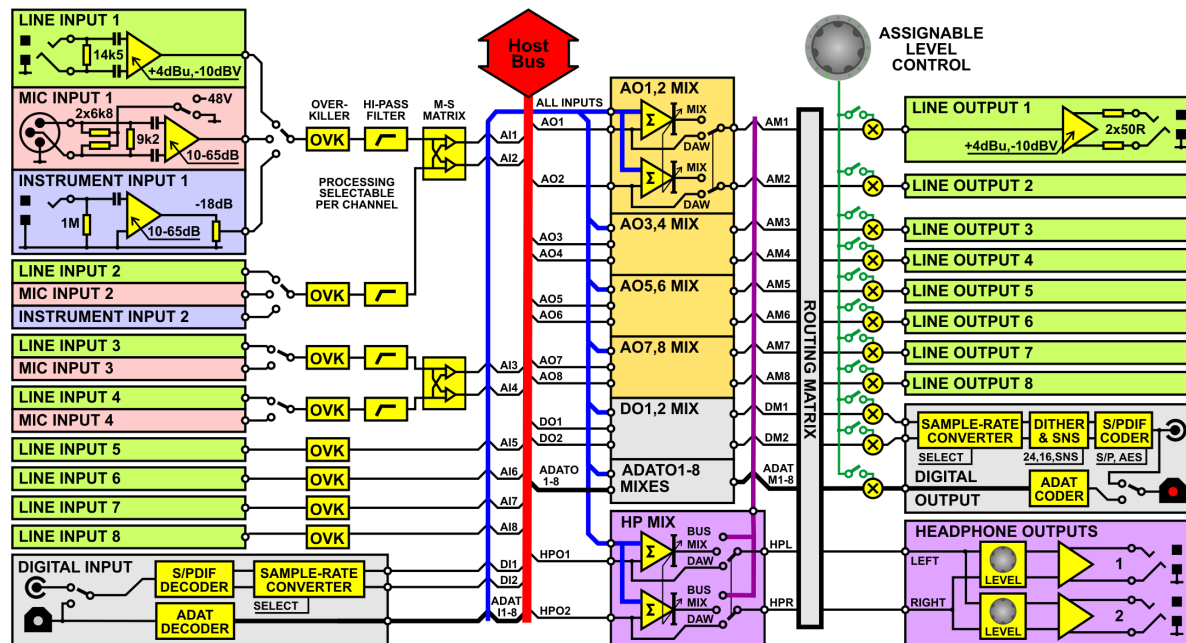 LINE INPUT 1
14k5
+4dBu,-10dBV
MIC INPUT 1
48V
2x6k8
9k2
10-65dB
INSTRUMENT INPUT 1
-18dB
1M
10-65dB
LINE INPUT 2
MIC INPUT 2
INSTRUMENT INPUT 2
LINE INPUT 3
MIC INPUT 3
LINE INPUT 4
MIC INPUT 4
LINE INPUT 5
LINE INPUT 6
LINE INPUT 7
LINE INPUT 8
DIGITAL INPUT
S/PDIF
DECODER
SAMPLE-RATE
CONVERTER
SELECT
ADAT
DECODER
OVER-
KILLER
HI-PASS
FILTER
M-S
MATRIX
OVK
PROCESSING
SELECTABLE
PER CHANNEL
OVK
OVK
OVK
OVK
OVK
OVK
OVK
Host
Bus
AI1
AI2
AI3
AI4
AI5
AI6
AI7
AI8
DI1
DI2
ADAT
I1-8
ALL INPUTS
AO1
AO2
AO3
AO4
AO5
AO6
AO7
AO8
DO1
DO2
ADATO
1-8
HPO1
HPO2
AO1,2 MIX
Σ
MIX
DAW
Σ
MIX
DAW
AO3,4 MIX
AO5,6 MIX
AO7,8 MIX
DO1,2 MIX
ADATO1-8
MIXES
HP MIX
Σ
BUS
MIX
DAW
Σ
BUS
MIX
DAW
AM1
AM2
AM3
AM4
AM5
AM6
AM7
AM8
DM1
DM2
ADAT
M1-8
HPL
HPR
ROUTING MATRIX
ASSIGNABLE
LEVEL
CONTROL
LINE OUTPUT 1
2x50R
+4dBu,-10dBV
LINE OUTPUT 2
LINE OUTPUT 3
LINE OUTPUT 4
LINE OUTPUT 5
LINE OUTPUT 6
LINE OUTPUT 7
LINE OUTPUT 8
SAMPLE-RATE
CONVERTER
SELECT
DITHER
& SNS
24,16,SNS
S/PDIF
CODER
S/P, AES
DIGITAL
OUTPUT
ADAT
CODER
HEADPHONE OUTPUTS
LEFT
LEVEL
1
RIGHT
LEVEL
2